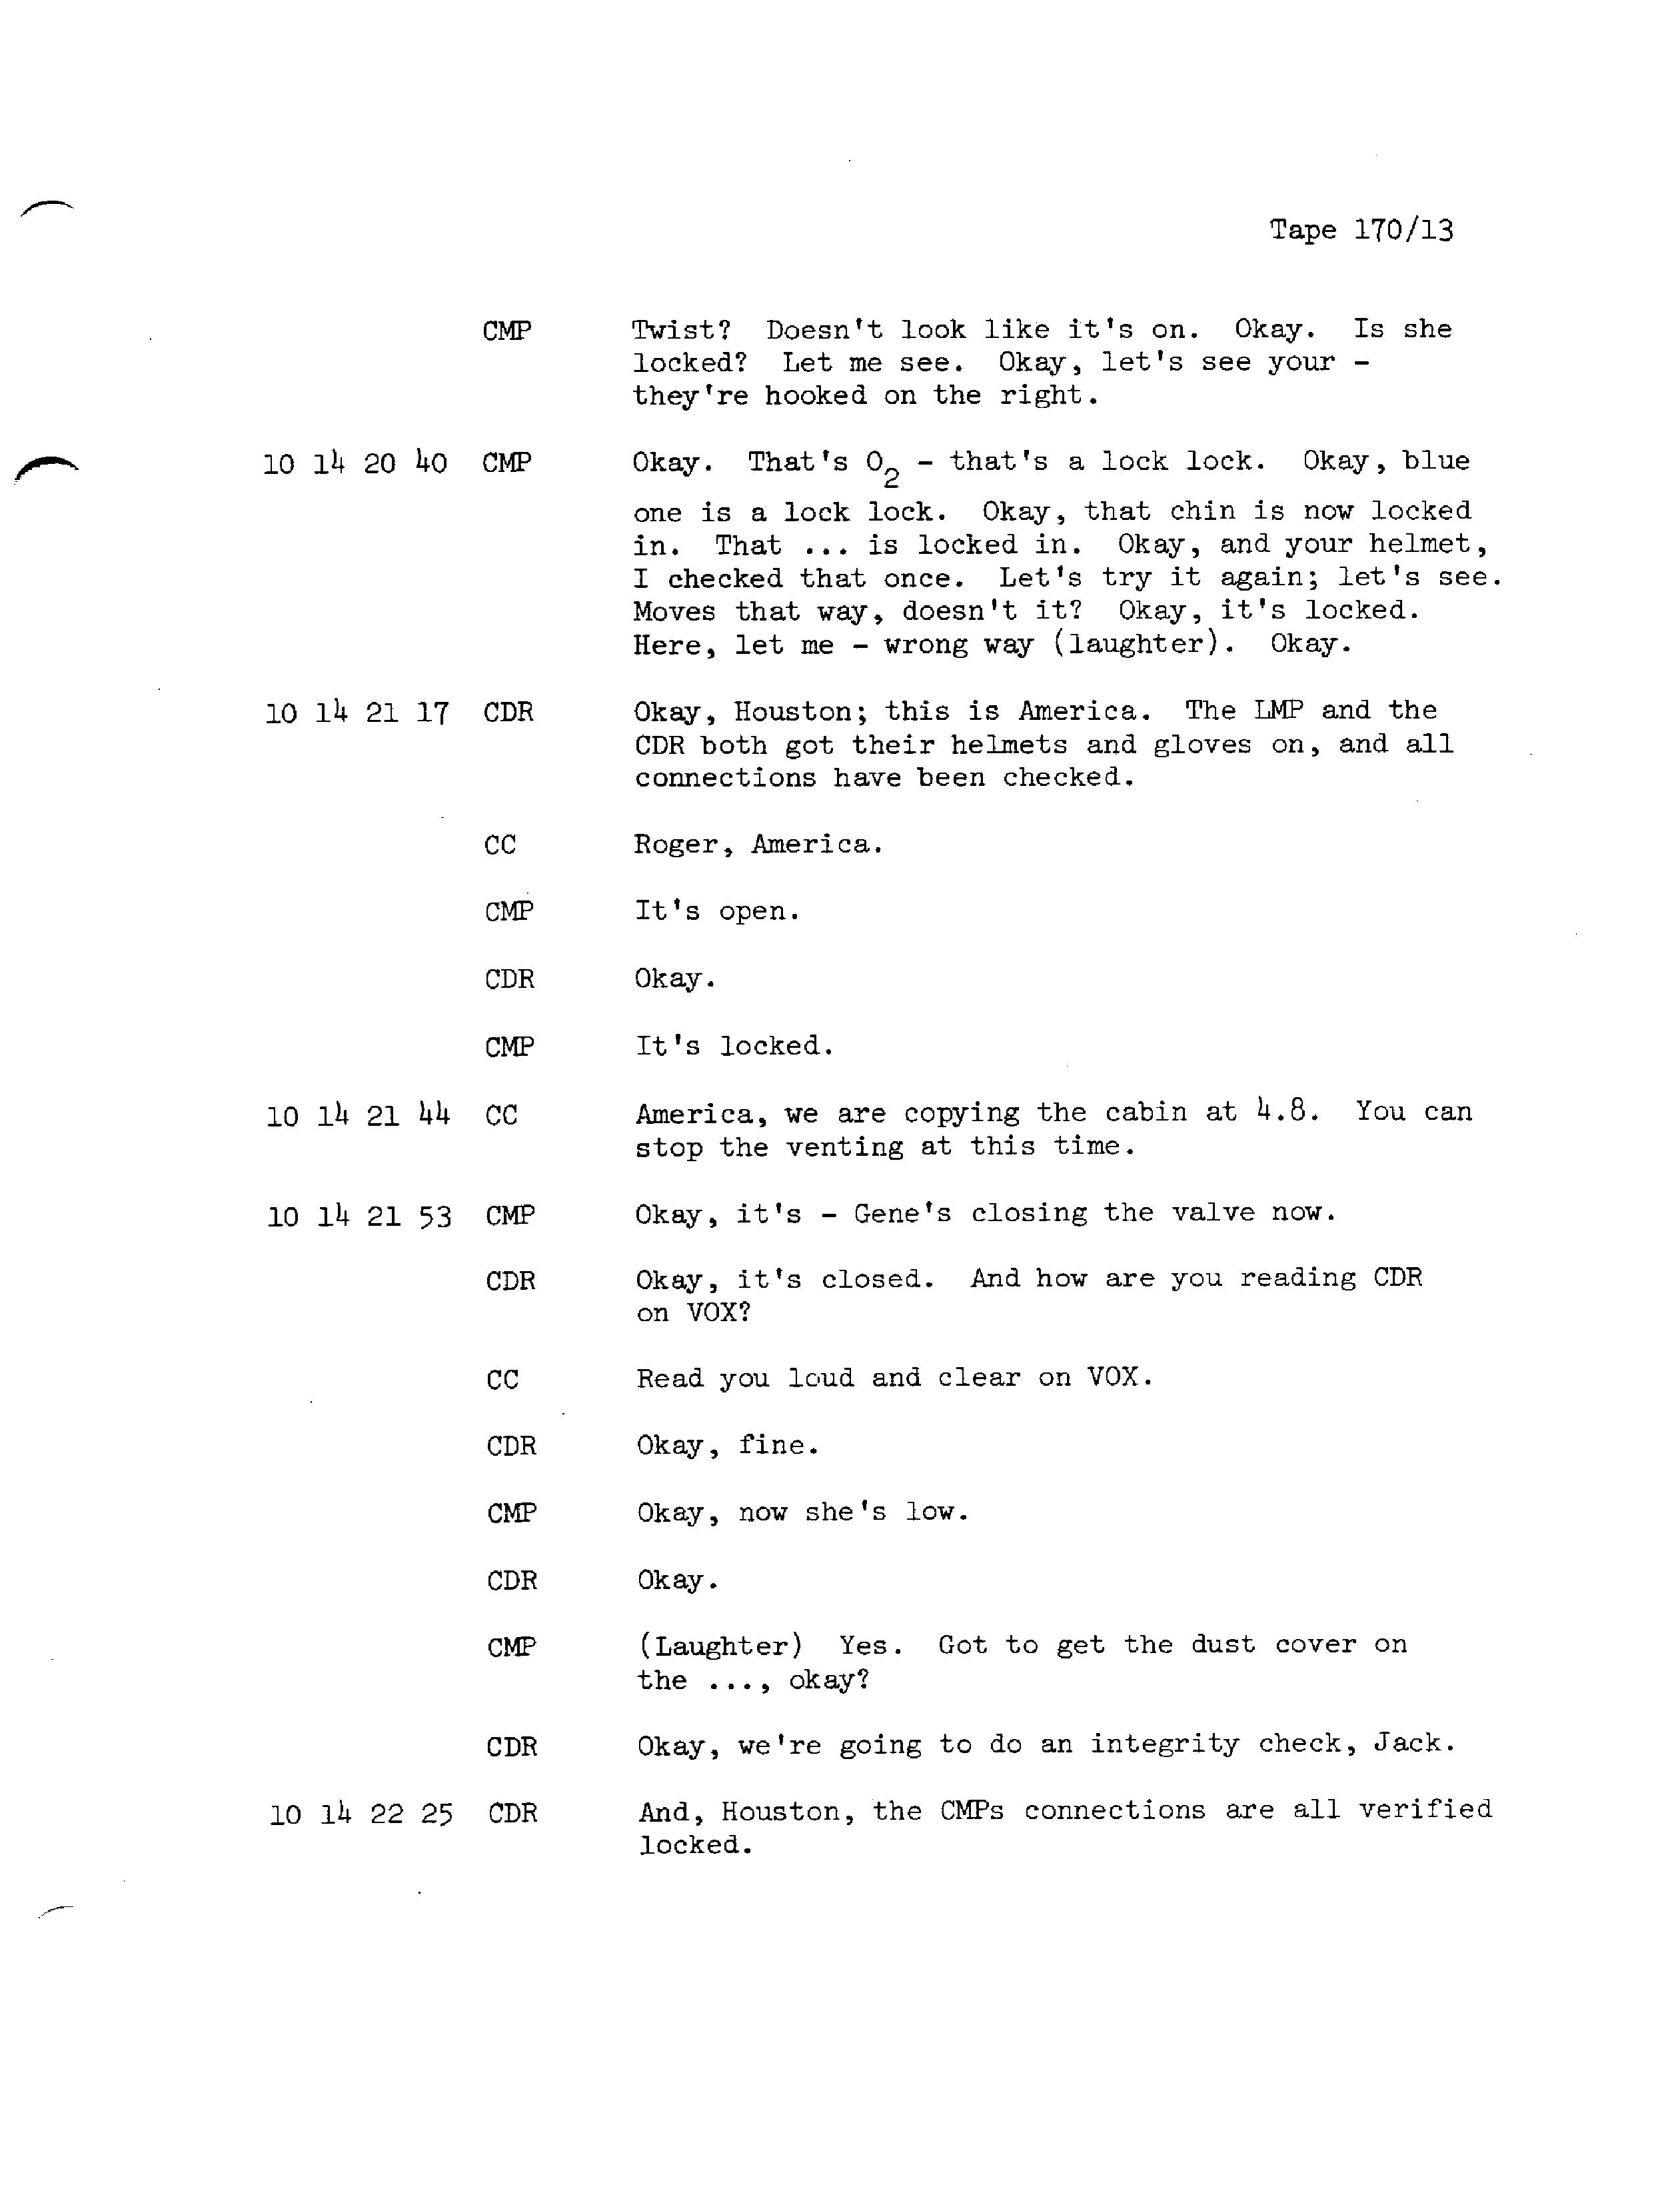 Tape 170/13
CMP Twist? Doesn't look like it's on. Okay. Is she
locked? Let me see. Okay, let's see your -
they're hooked on the right.
10 14 20 40 CMP Okay. That's O₂ - that's a lock lock. Okay, blue
one is a lock lock. Okay, that chin is now locked
in. That ... is locked in. Okay, and your helmet,
I checked that once. Let's try it again; let's see.
Moves that way, doesn't it? Okay, it's locked.
Here, let me - wrong way (laughter). Okay.
10 14 21 17 CDR Okay, Houston; this is America. The LMP and the
CDR both got their helmets and gloves on, and all
connections have been checked.
CC Roger, America.
CMP It's open.
CDR Okay.
CMP It's locked.
10 14 21 44 CC America, we are copying the cabin at 4.8. You can
stop the venting at this time.
10 14 21 53 CMP Okay, it's - Gene's closing the valve now.
CDR Okay, it's closed. And how are you reading CDR
on VOX?
CC Read you loud and clear on VOX.
CDR Okay, fine.
CMP Okay, now she's low.
CDR Okay.
CMP (Laughter) Yes. Got to get the dust cover on
the ..., okay?
CDR Okay, we're going to do an integrity check, Jack.
10 14 22 25 CDR And, Houston, the CMPs connections are all verified
locked.